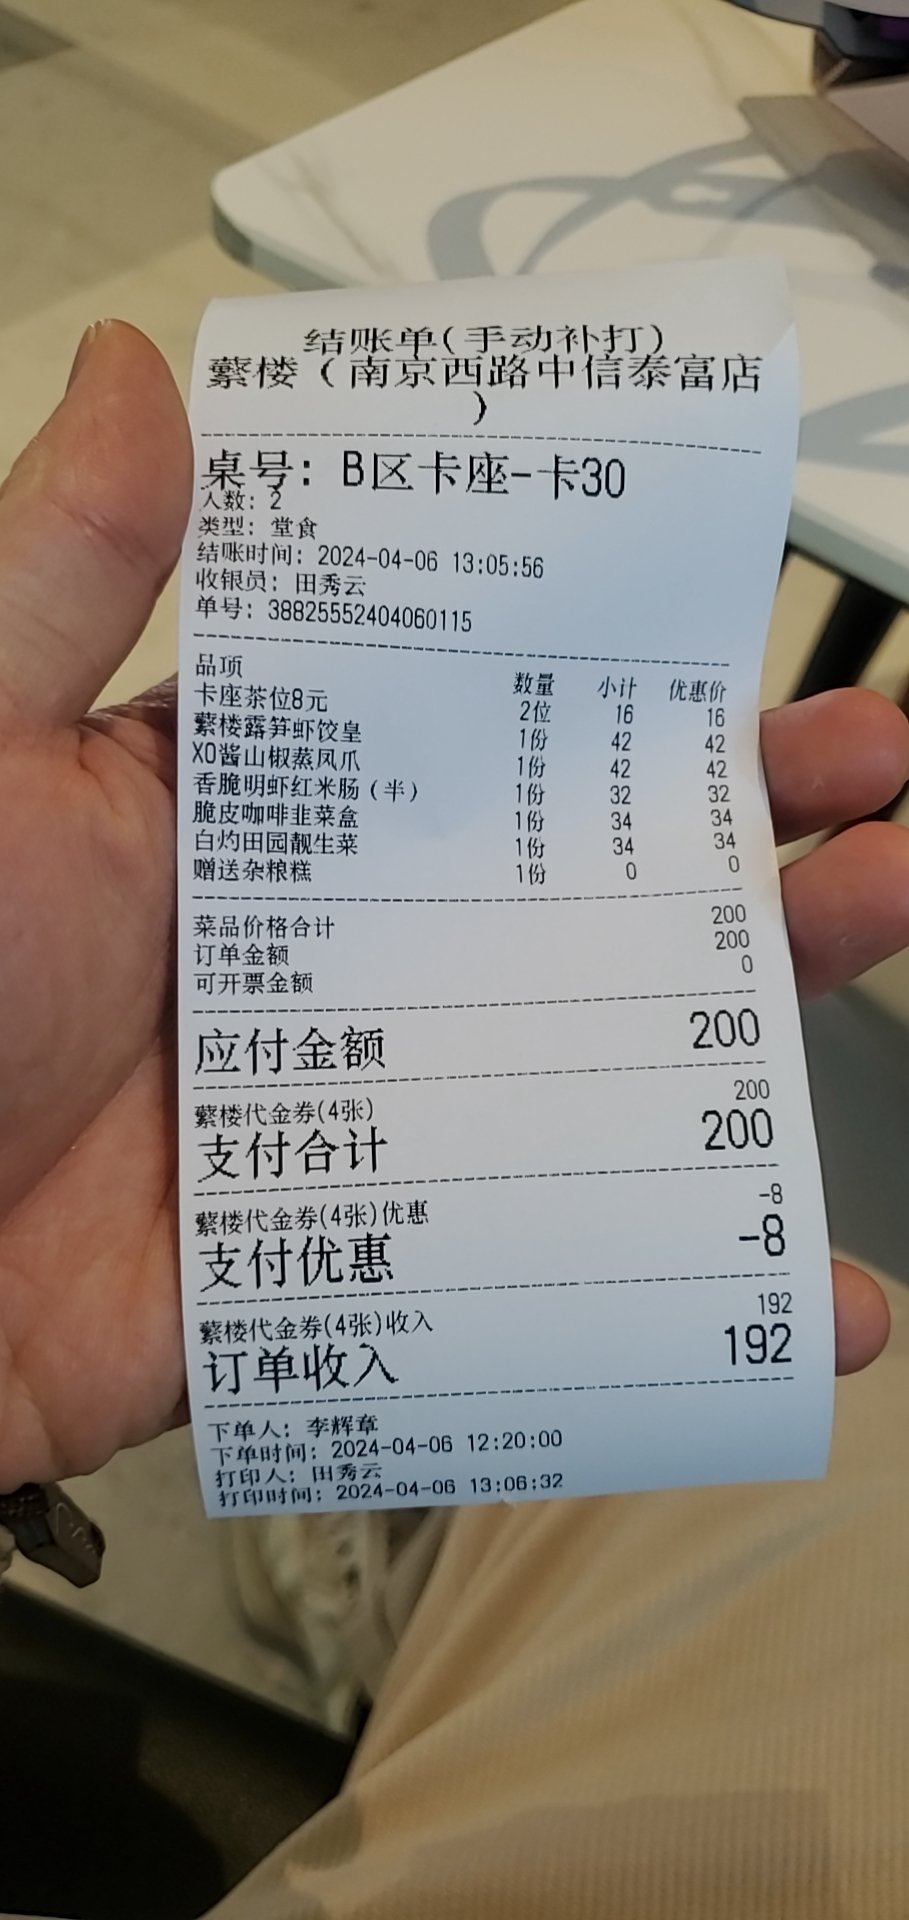 结账单(手动补打)
蘩楼（南京西路中信泰富店
）
桌号: B区卡座-卡30
人数: 2
类型: 堂食
结账时间: 2024-04-06 13:05:56
收银员: 田秀云
单号: 38825552404060115
品项 数量 小计 优惠价
卡座茶位8元 2位 16 16
蘩楼露笋虾饺皇 1份 42 42
XO酱山椒蒸凤爪 1份 42 42
香脆明虾红米肠（半） 1份 32 32
脆皮咖啡韭菜盒 1份 34 34
白灼田园靓生菜 1份 34 34
赠送杂粮糕 1份 0 0
菜品价格合计 200
订单金额 200
可开票金额 0
应付金额 200
蘩楼代金券(4张) 200
支付合计 200
蘩楼代金券(4张)优惠 -8
支付优惠 -8
蘩楼代金券(4张)收入 192
订单收入 192
下单人: 李辉章
下单时间: 2024-04-06 12:20:00
打印人: 田秀云
打印时间: 2024-04-06 13:06:32